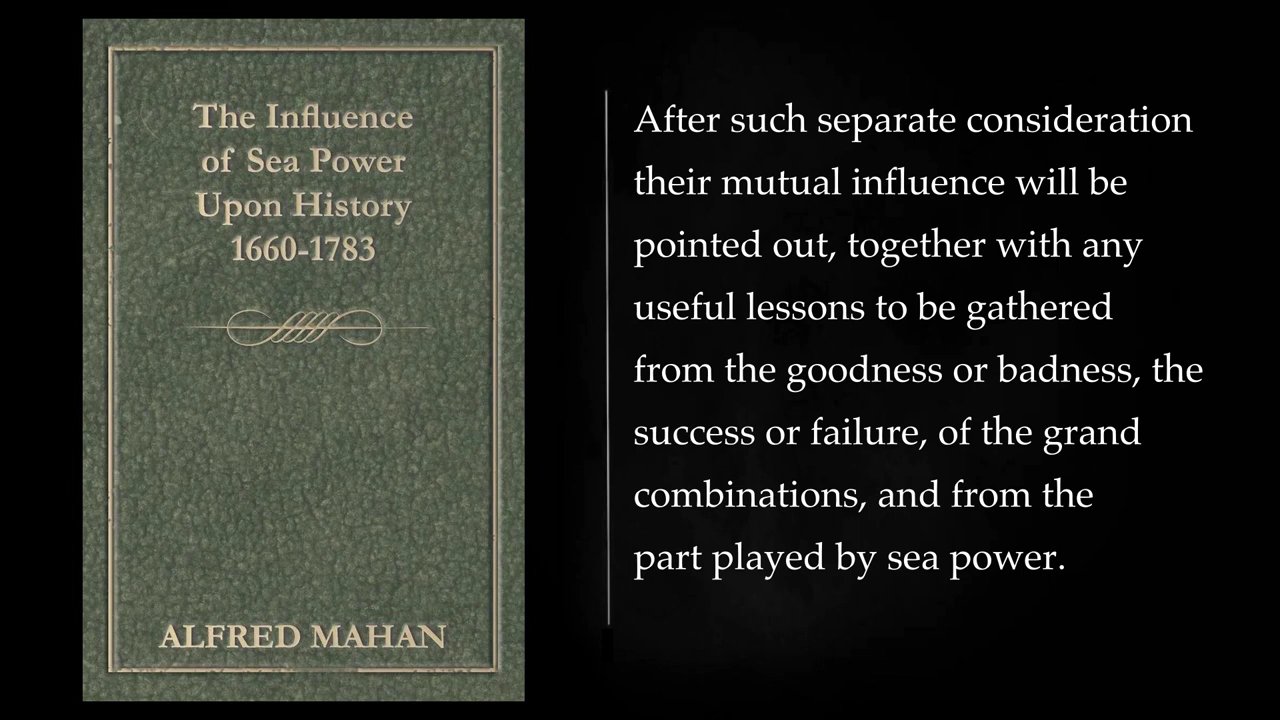 The Influence
of Sea Power
Upon History
1660-1783
ALFRED MAHAN
After such separate consideration
their mutual influence will be
pointed out, together with any
useful lessons to be gathered
from the goodness or badness, the
success or failure, of the grand
combinations, and from the
part played by sea power.